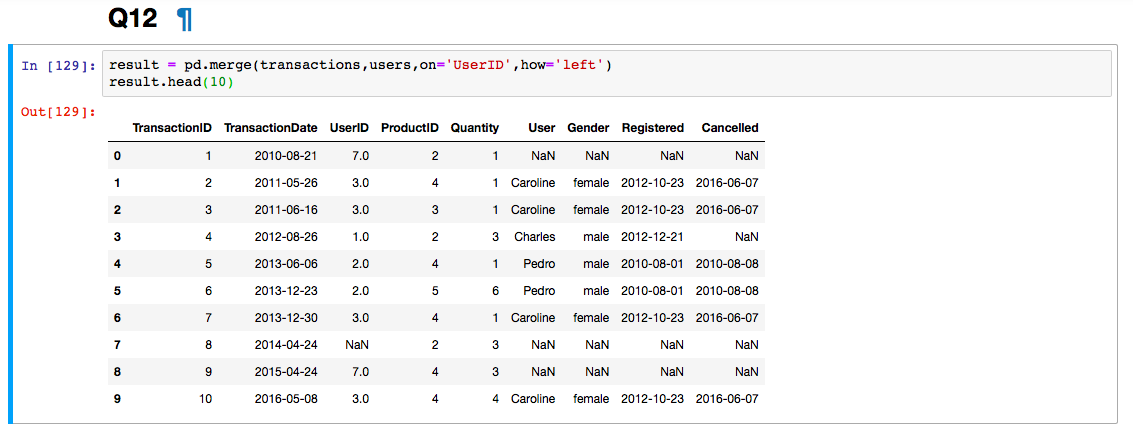 Q12 ¶
In [129]: result = pd.merge(transactions,users,on='UserID',how='left')
result.head(10)
Out[129]:
TransactionID TransactionDate UserID ProductID Quantity User Gender Registered Cancelled
0 1 2010-08-21 7.0 2 1 NaN NaN NaN NaN
1 2 2011-05-26 3.0 4 1 Caroline female 2012-10-23 2016-06-07
2 3 2011-06-16 3.0 3 1 Caroline female 2012-10-23 2016-06-07
3 4 2012-08-26 1.0 2 3 Charles male 2012-12-21 NaN
4 5 2013-06-06 2.0 4 1 Pedro male 2010-08-01 2010-08-08
5 6 2013-12-23 2.0 5 6 Pedro male 2010-08-01 2010-08-08
6 7 2013-12-30 3.0 4 1 Caroline female 2012-10-23 2016-06-07
7 8 2014-04-24 NaN 2 3 NaN NaN NaN NaN
8 9 2015-04-24 7.0 4 3 NaN NaN NaN NaN
9 10 2016-05-08 3.0 4 4 Caroline female 2012-10-23 2016-06-07